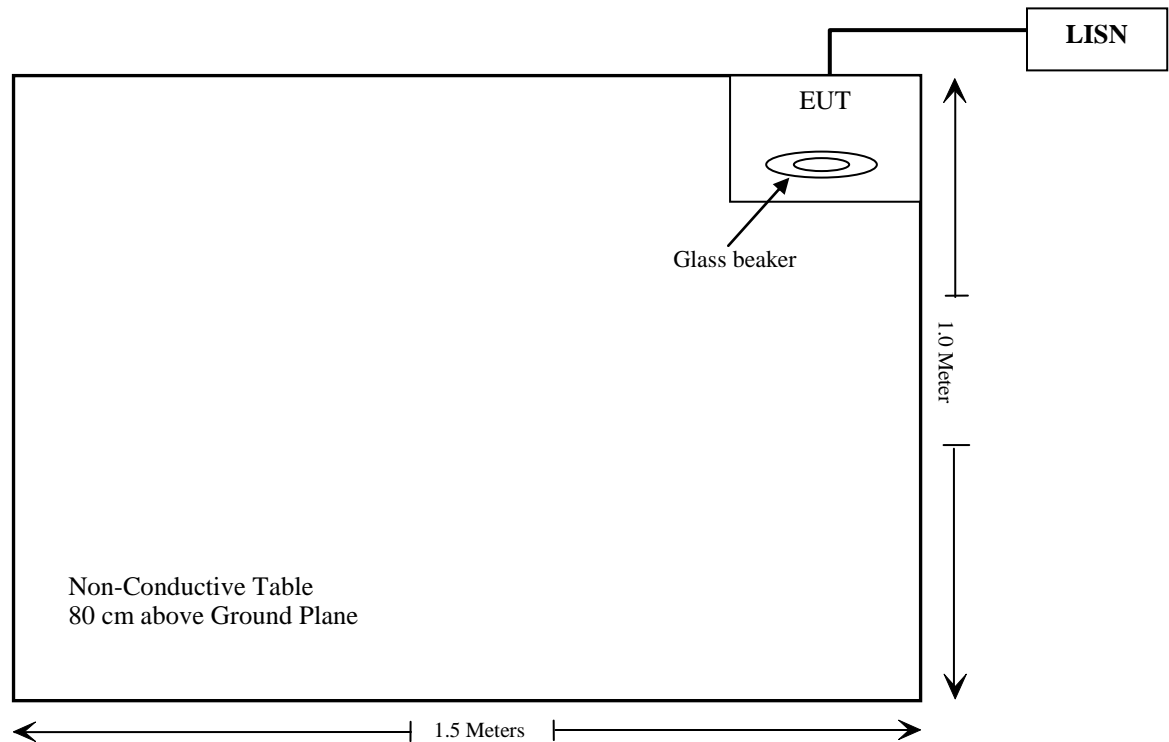 LISN
EUT
Glass beaker
1.0 Meter
Non-Conductive Table
80 cm above Ground Plane
1.5 Meters